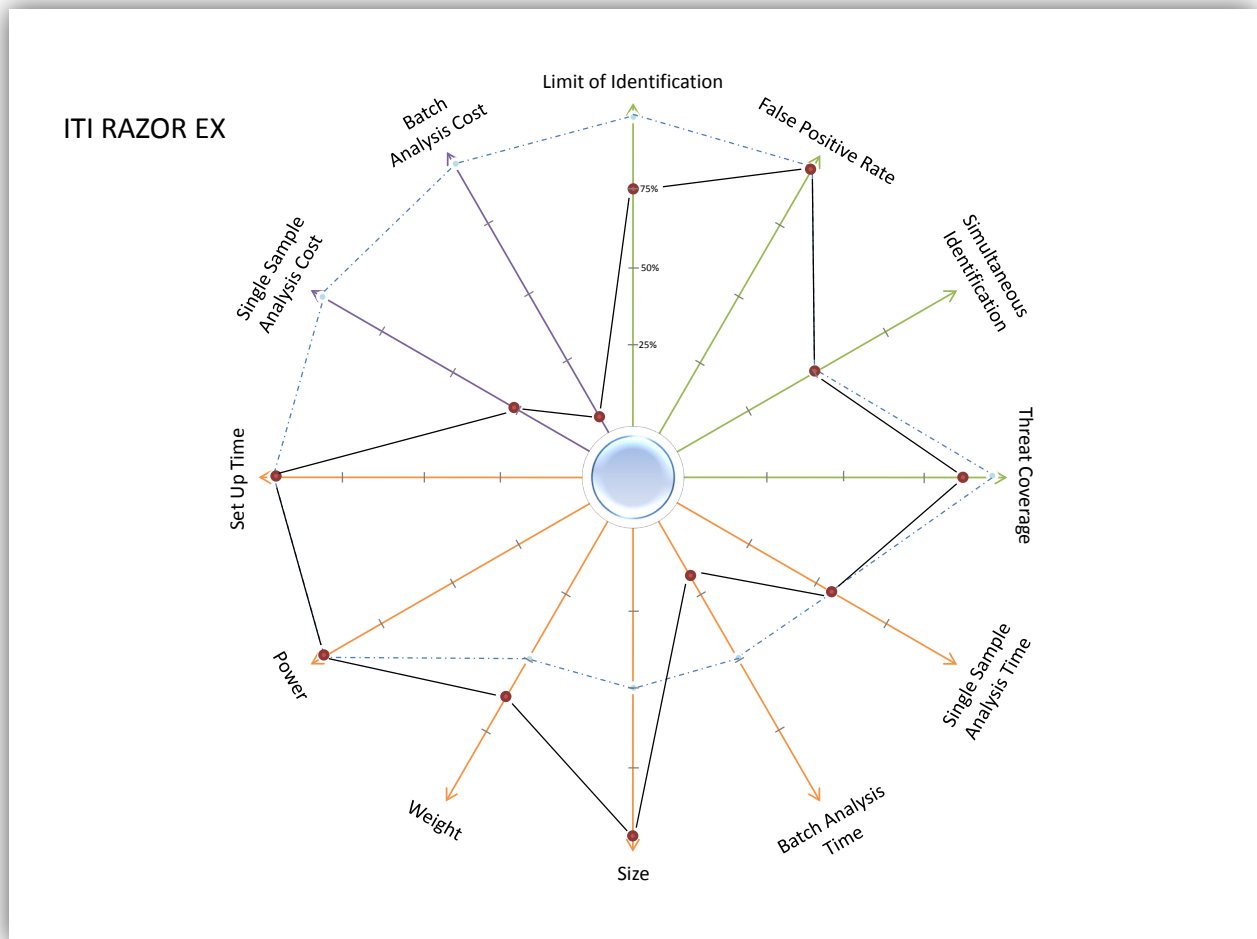 ITI RAZOR EX
Limit of Identification
False Positive Rate
Simultaneous
Identification
Threat Coverage
Single Sample
Analysis Time
Batch Analysis
Time
Size
Weight
Power
Set Up Time
Single Sample
Analysis Cost
Batch
Analysis Cost
75%
50%
25%